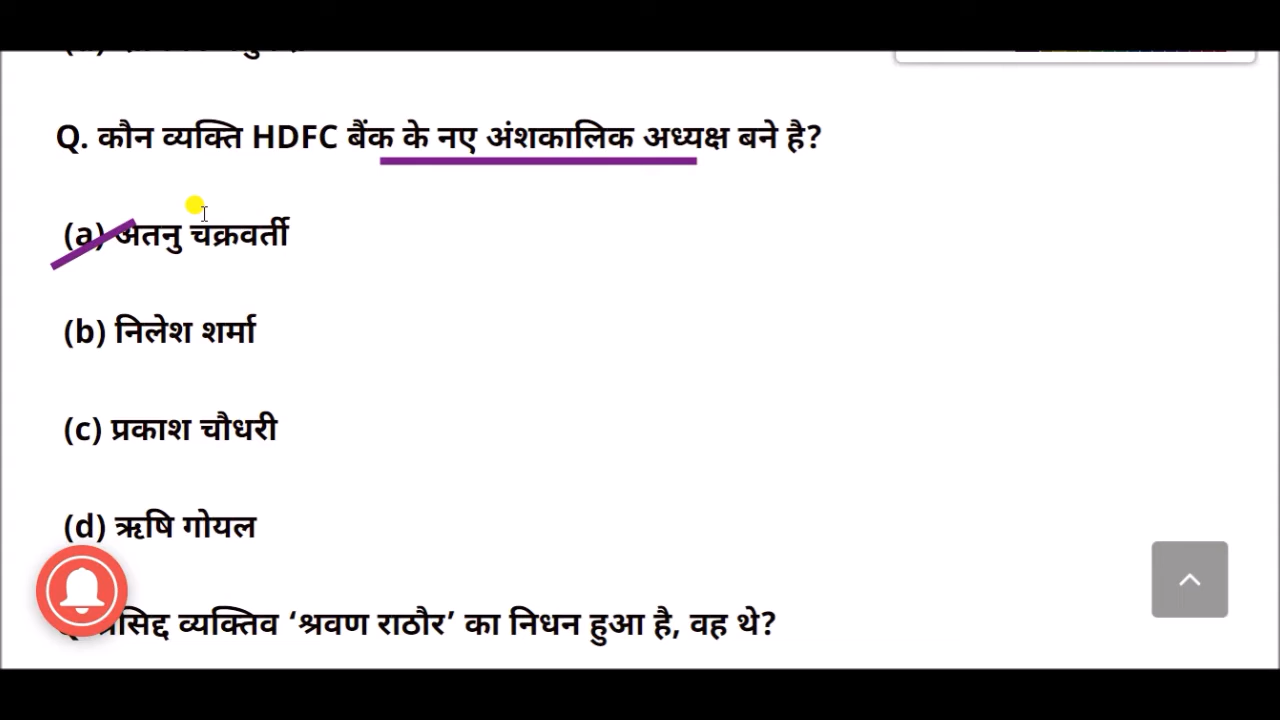 Q. कौन व्यक्ति HDFC बैंक के नए अंशकालिक अध्यक्ष बने है?
(a) अतनु चक्रवर्ती
(b) निलेश शर्मा
(c) प्रकाश चौधरी
(d) ऋषि गोयल
व्यक्तिव ‘श्रवण राठौर’ का निधन हुआ है, वह थे?